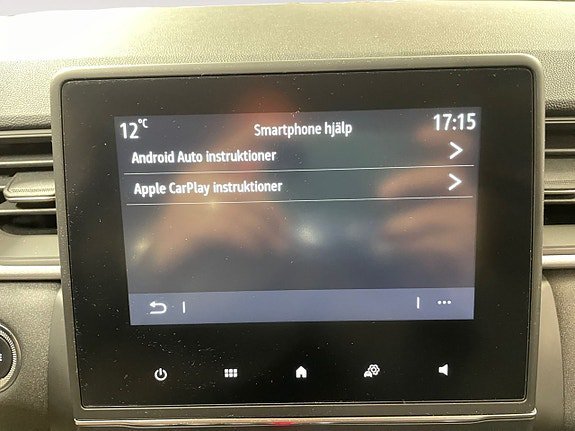 12°C
Smartphone hjälp
17:15
Android Auto instruktioner
Apple CarPlay instruktioner